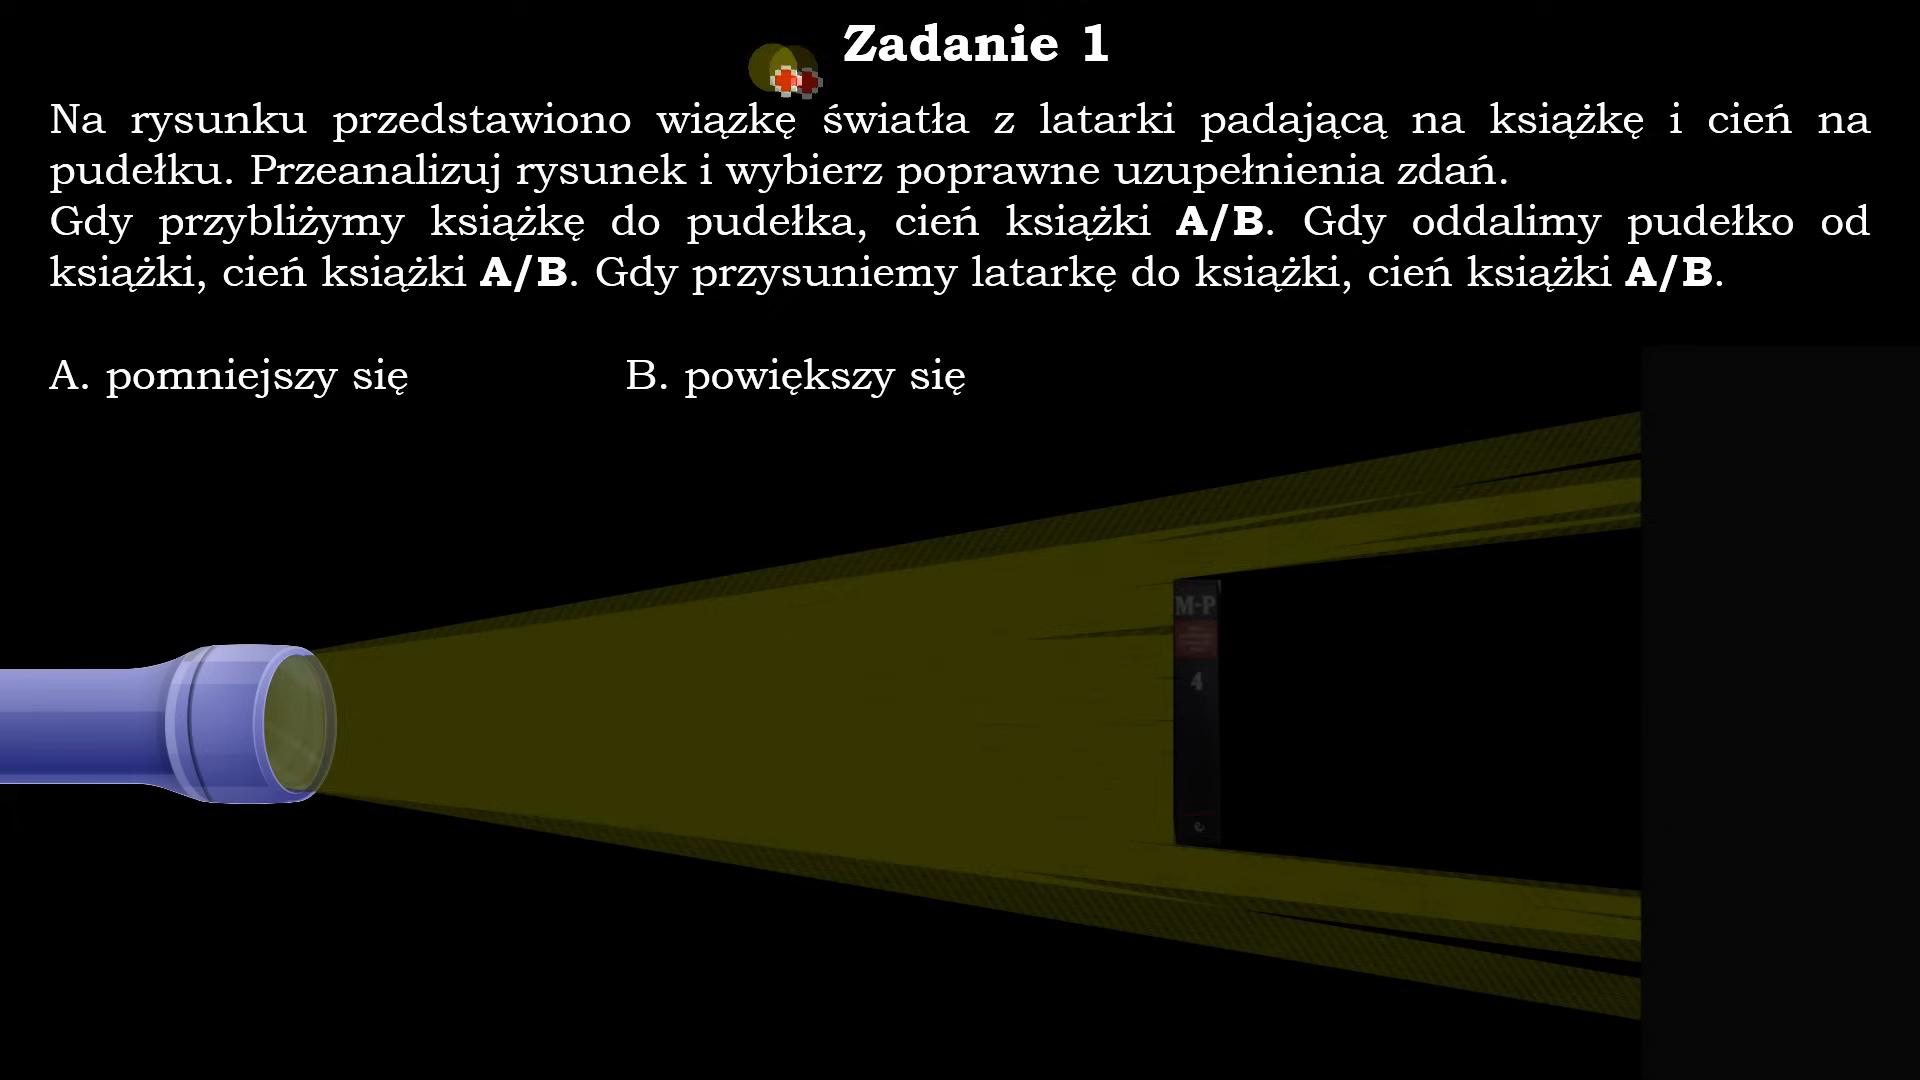 Zadanie 1
Na rysunku przedstawiono wiązkę światła z latarki padającą na książkę i cień na
pudełku. Przeanalizuj rysunek i wybierz poprawne uzupełnienia zdań.
Gdy przybliżymy książkę do pudełka, cień książki A/B. Gdy oddalimy pudełko od
książki, cień książki A/B. Gdy przysuniemy latarkę do książki, cień książki A/B.
A. pomniejszy się B. powiększy się
M-P
4